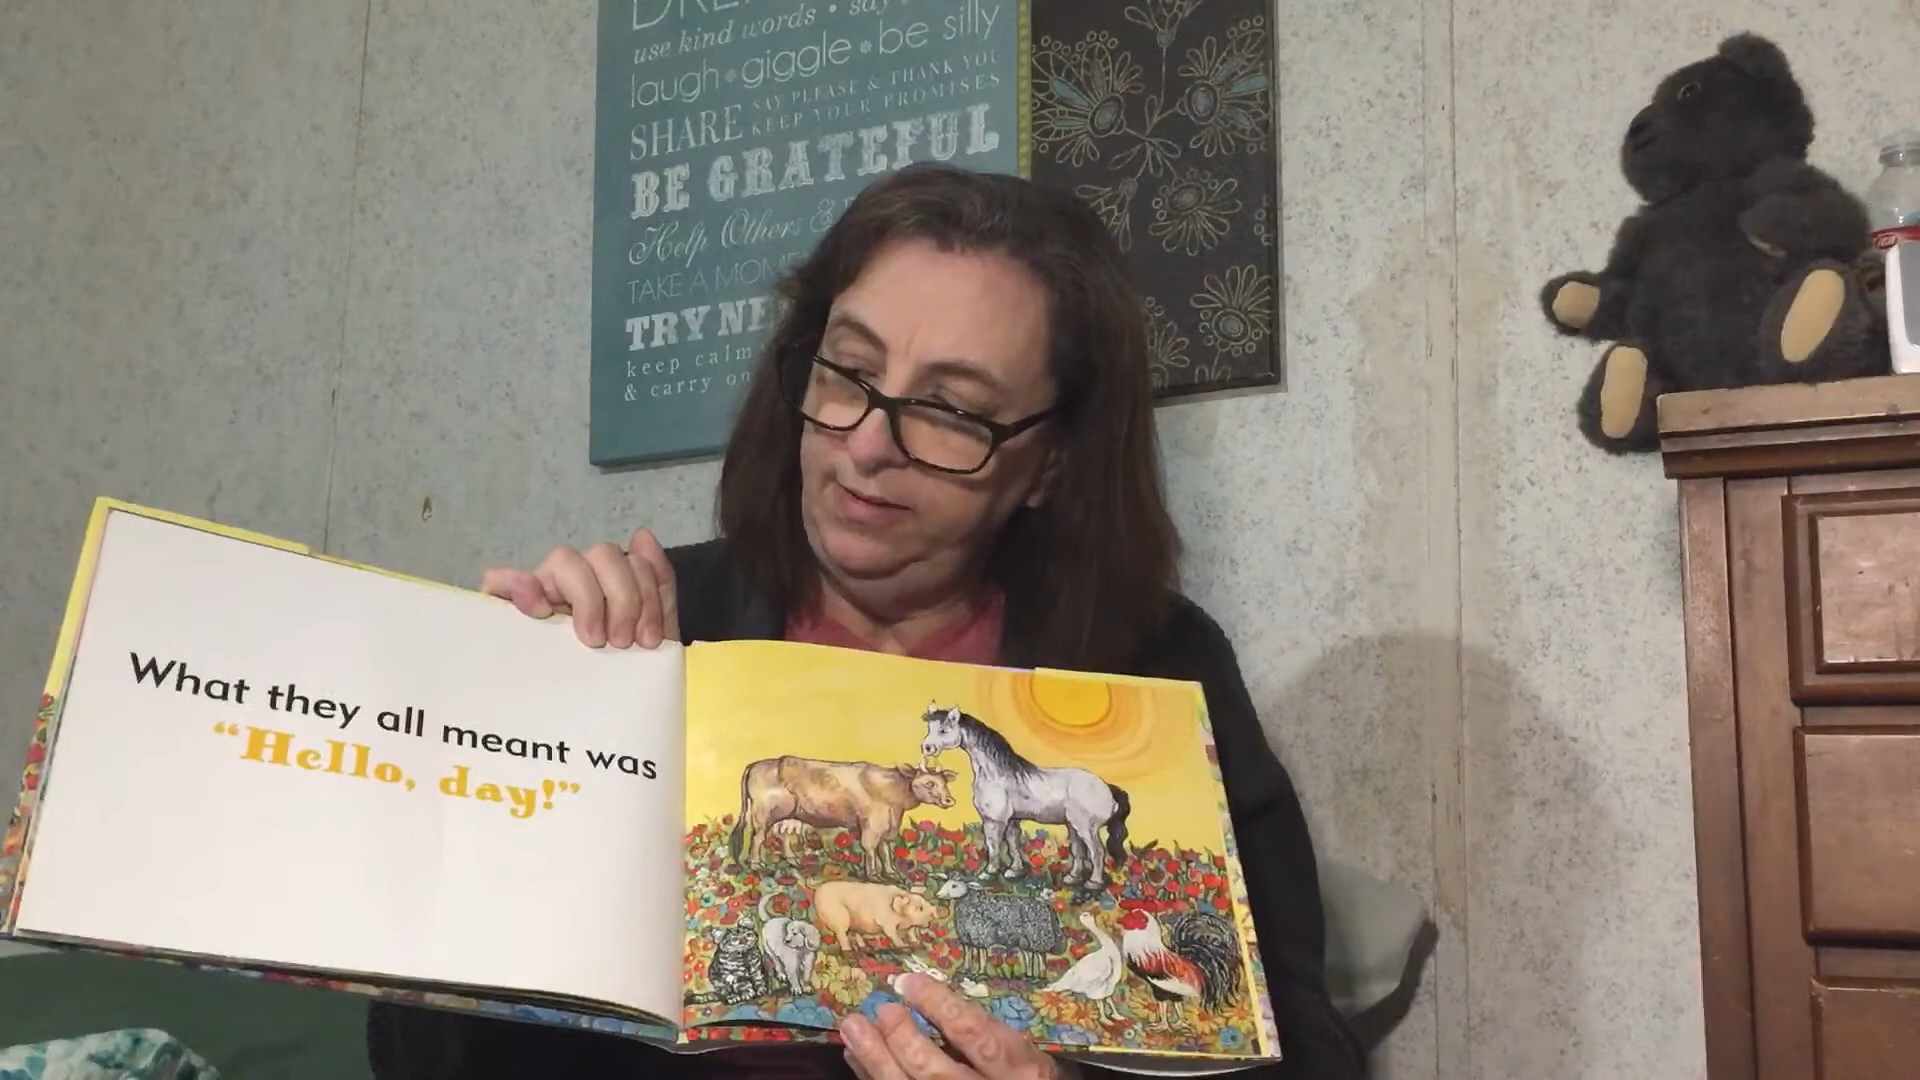 use kind words • say
laugh * giggle * be silly
SHARE SAY PLEASE & THANK YOU
KEEP YOUR PROMISES
BE GRATEFUL
Help Others &
TAKE A
TRY
keep calm
& carry on
What they all meant was
“Hello, day!”